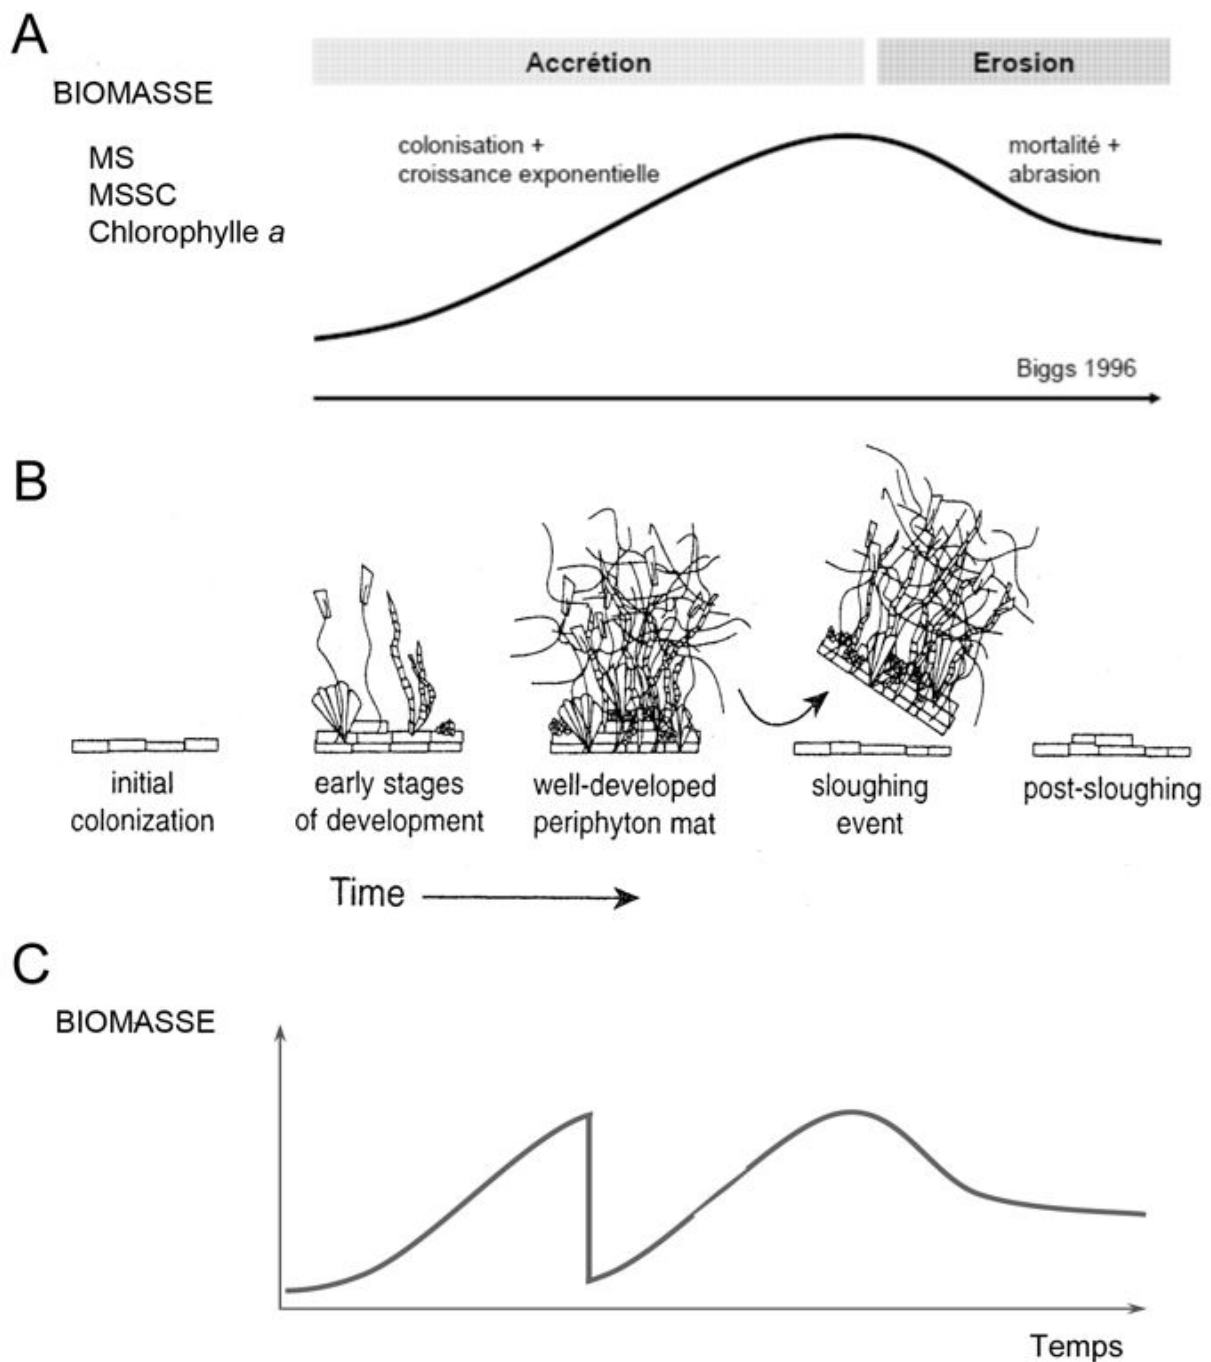 A
Accrétion
Erosion
BIOMASSE
MS
MSSC
Chlorophylle a
colonisation +
croissance exponentielle
mortalité +
abrasion
Biggs 1996
B
initial
colonization
early stages
of development
well-developed
periphyton mat
sloughing
event
post-sloughing
Time
C
BIOMASSE
Temps